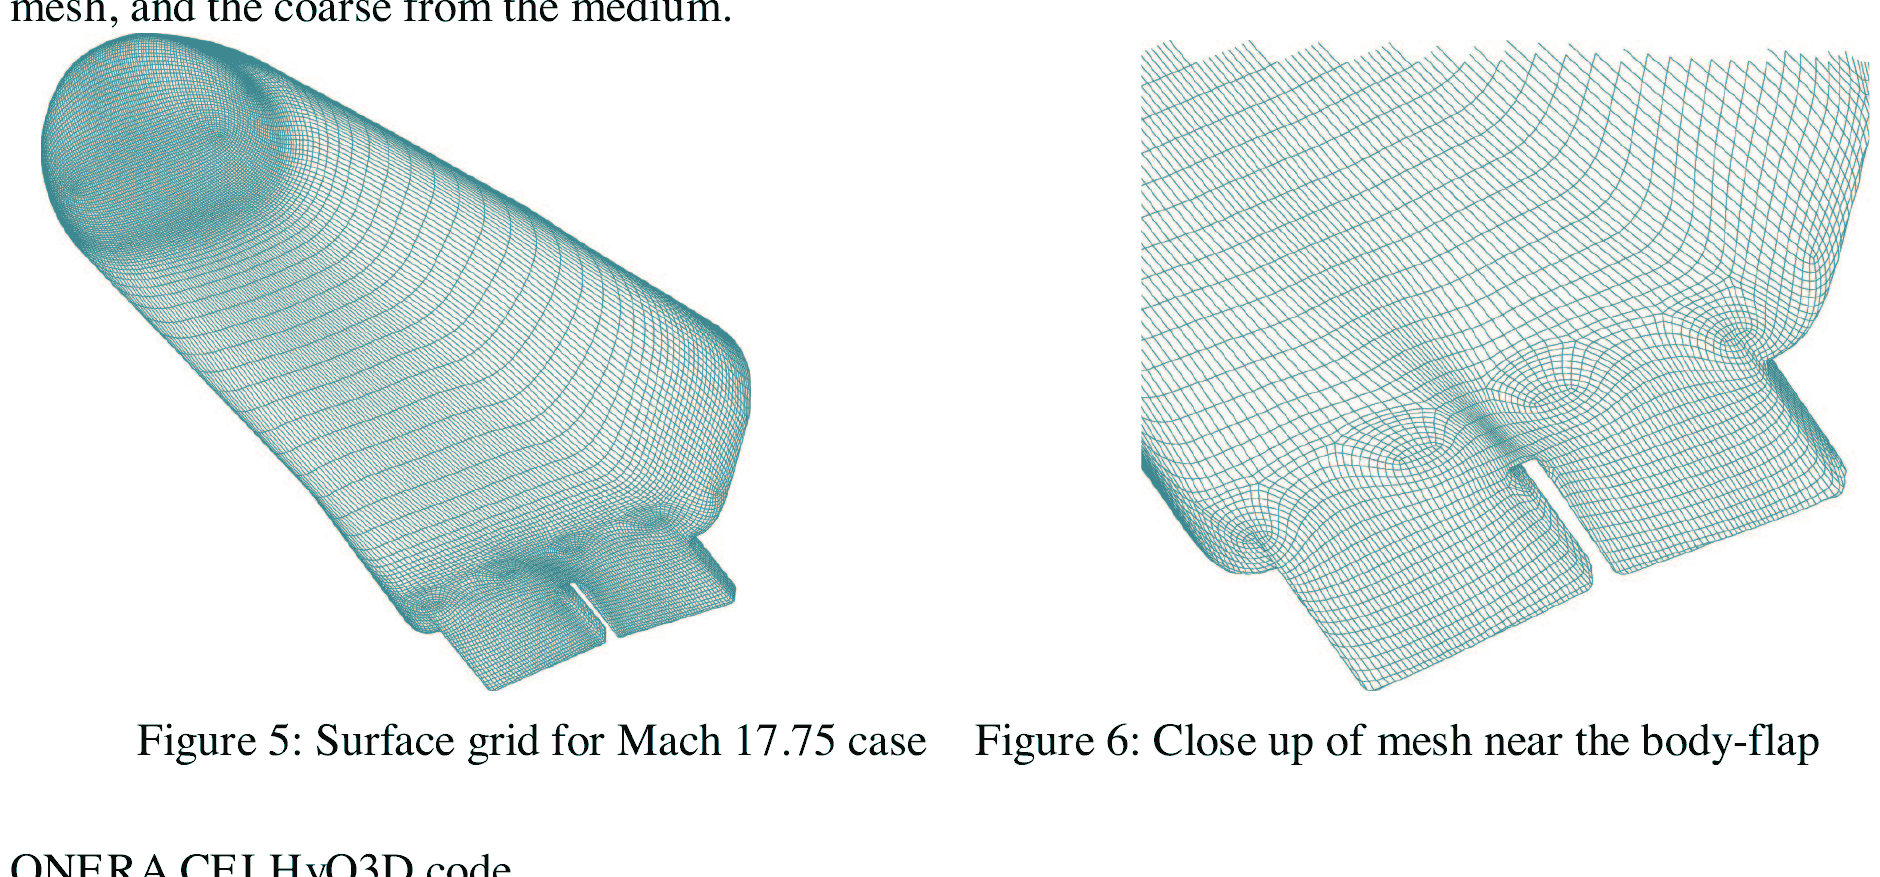 mesh, and the coarse from the medium.
Figure 5: Surface grid for Mach 17.75 case
Figure 6: Close up of mesh near the body-flap
ONERA CELHyO3D code